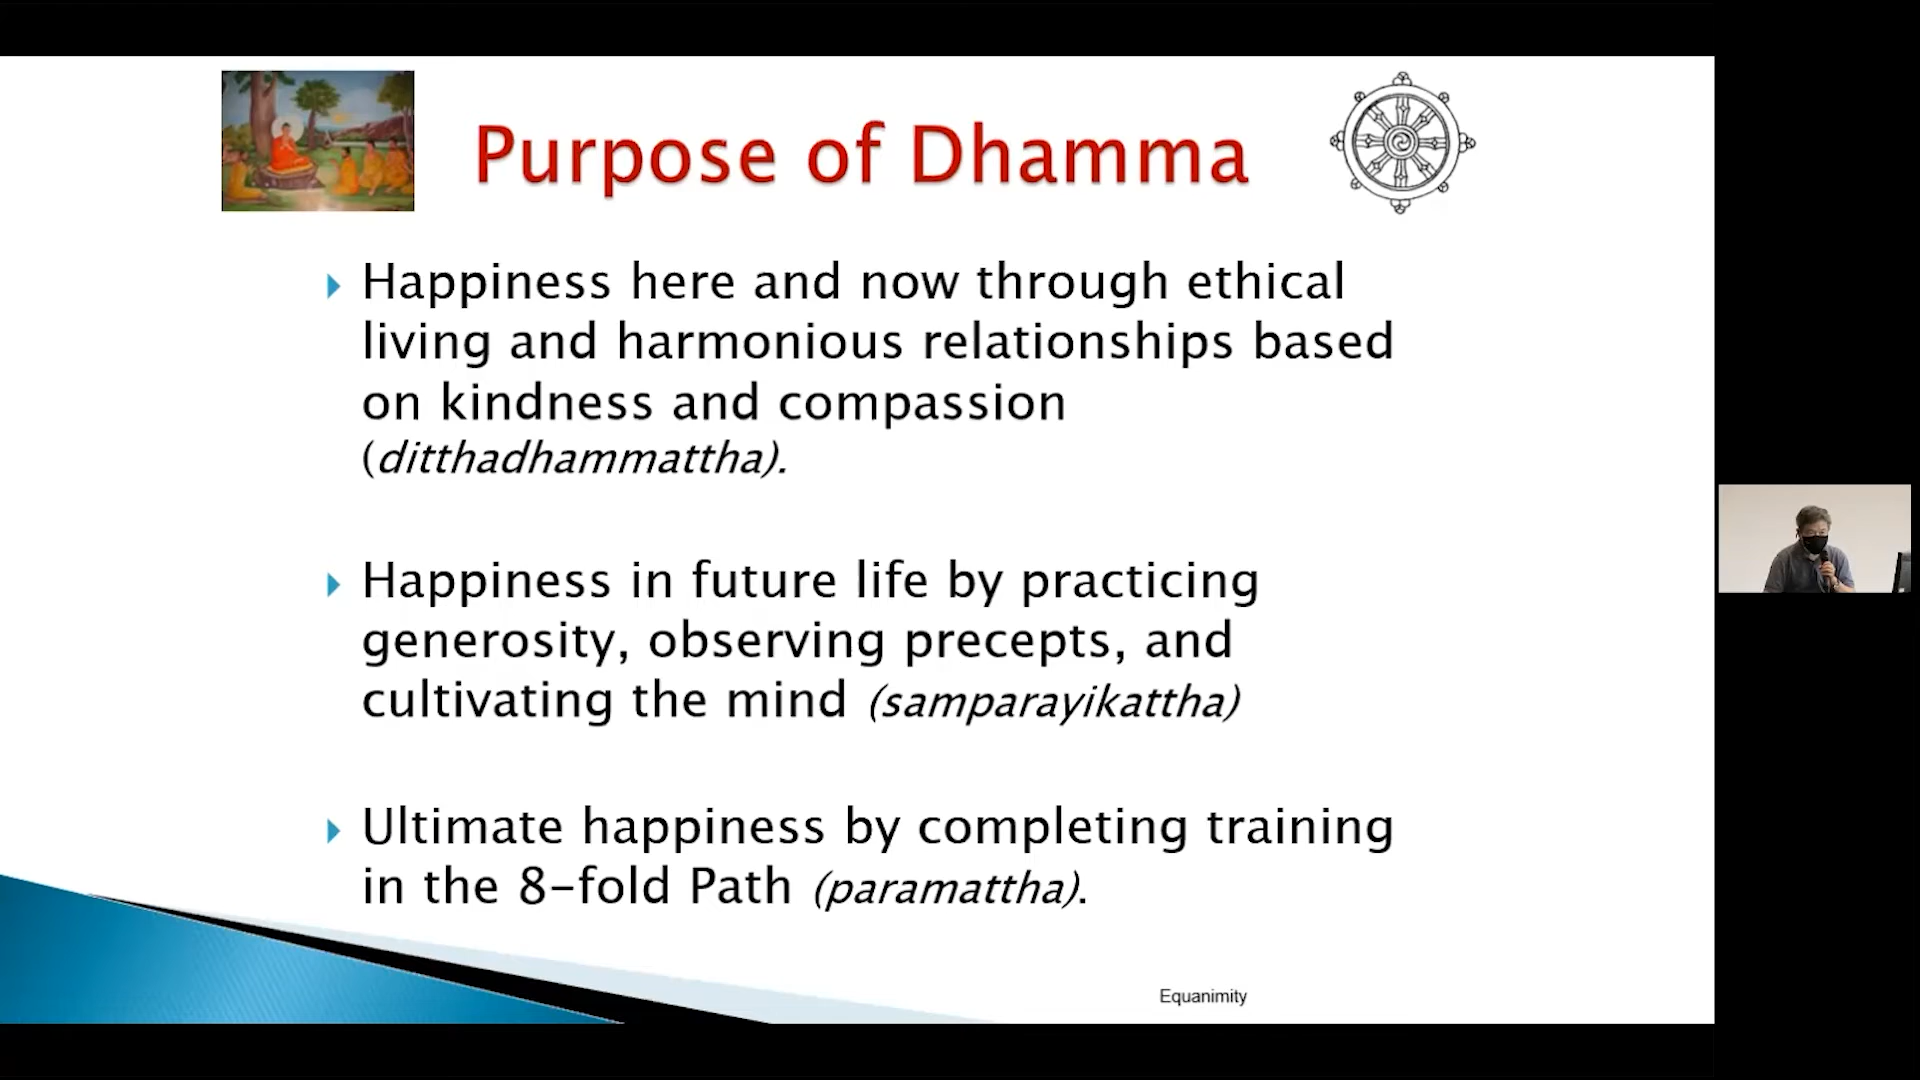 Purpose of Dhamma
Happiness here and now through ethical
living and harmonious relationships based
on kindness and compassion
(ditthadhammattha).
Happiness in future life by practicing
generosity, observing precepts, and
cultivating the mind (samparayikattha)
Ultimate happiness by completing training
in the 8-fold Path (paramattha).
Equanimity